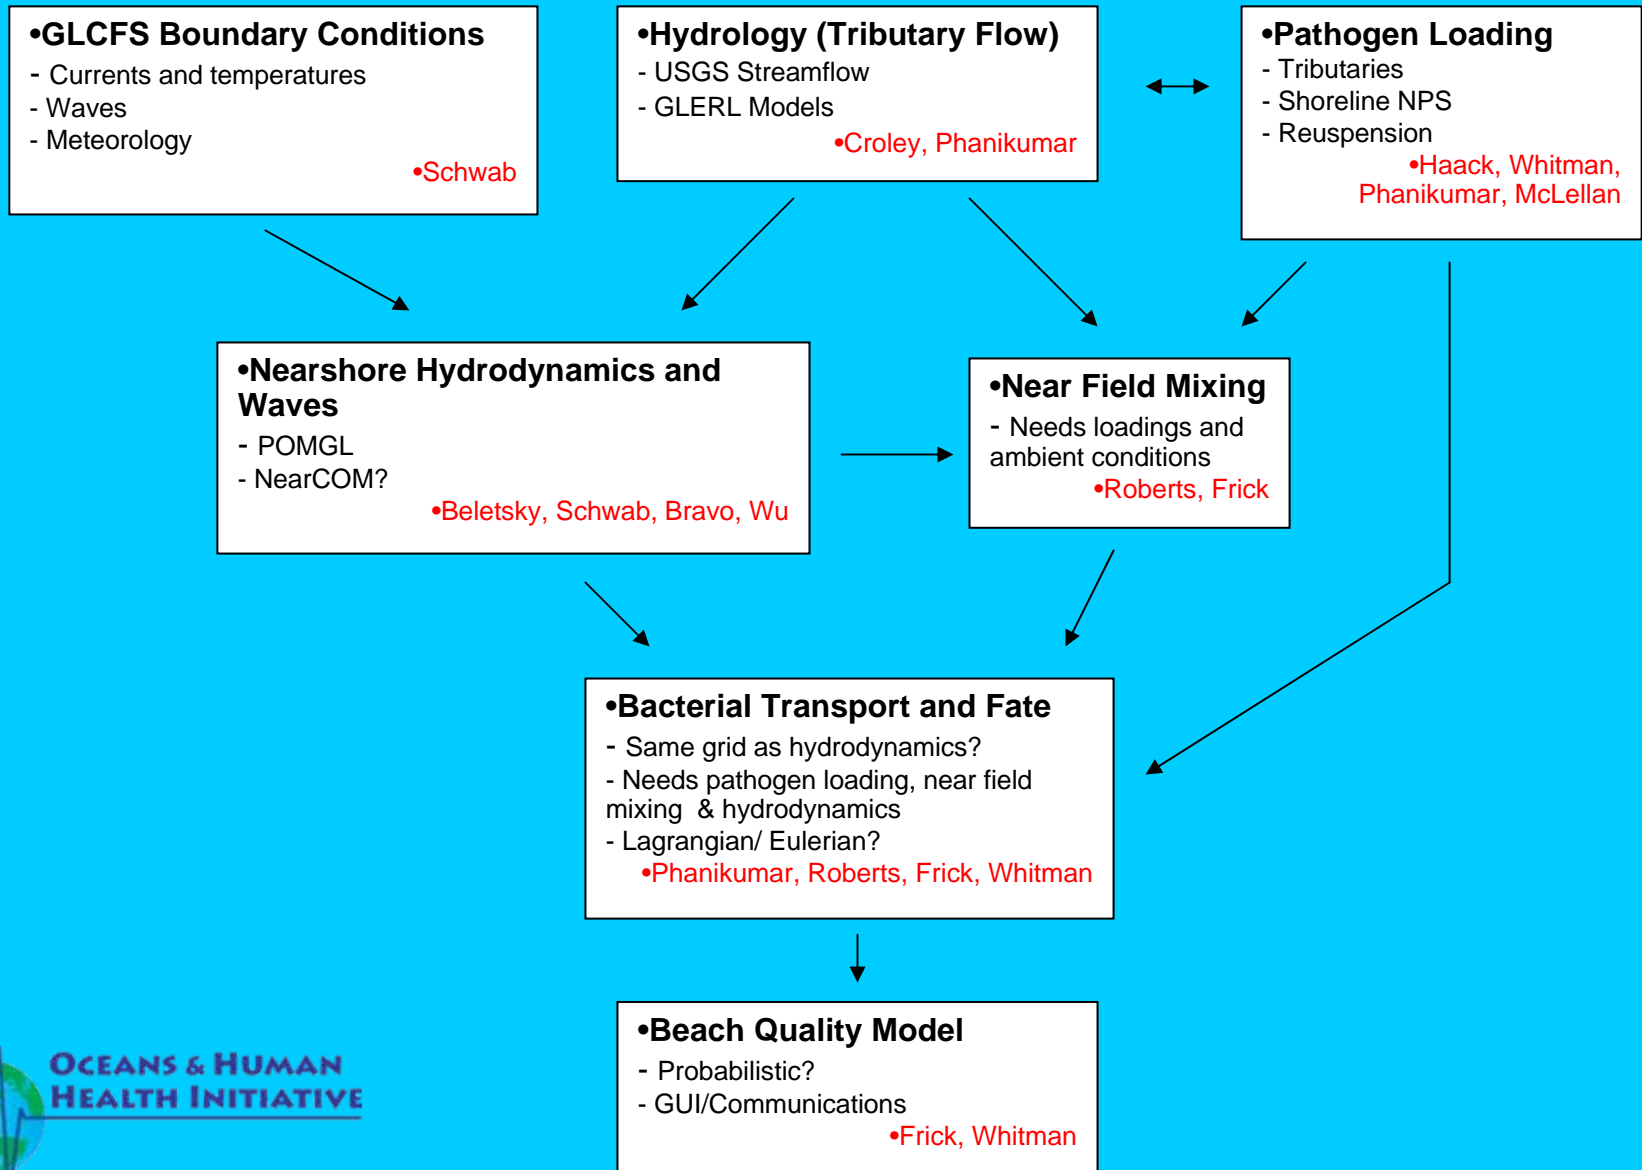 •GLCFS Boundary Conditions
- Currents and temperatures
- Waves
- Meteorology
•Schwab
•Hydrology (Tributary Flow)
- USGS Streamflow
- GLERL Models
•Croley, Phanikumar
•Pathogen Loading
- Tributaries
- Shoreline NPS
- Reuspension
•Haack, Whitman,
Phanikumar, McLellan
•Nearshore Hydrodynamics and
Waves
- POMGL
- NearCOM?
•Beletsky, Schwab, Bravo, Wu
•Near Field Mixing
- Needs loadings and
ambient conditions
•Roberts, Frick
•Bacterial Transport and Fate
- Same grid as hydrodynamics?
- Needs pathogen loading, near field
mixing & hydrodynamics
- Lagrangian/ Eulerian?
•Phanikumar, Roberts, Frick, Whitman
•Beach Quality Model
- Probabilistic?
- GUI/Communications
•Frick, Whitman
OCEANS & HUMAN
HEALTH INITIATIVE